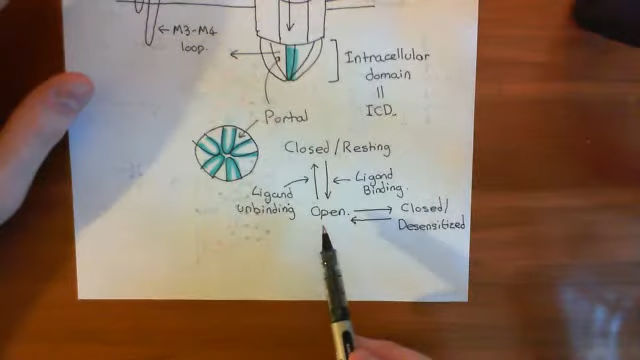 M3-M4
loop.
Intracellular
domain
=
ICD.
Portal
Closed/Resting
Ligand
unbinding
Ligand
Binding.
Open.
Closed/
Desensitized